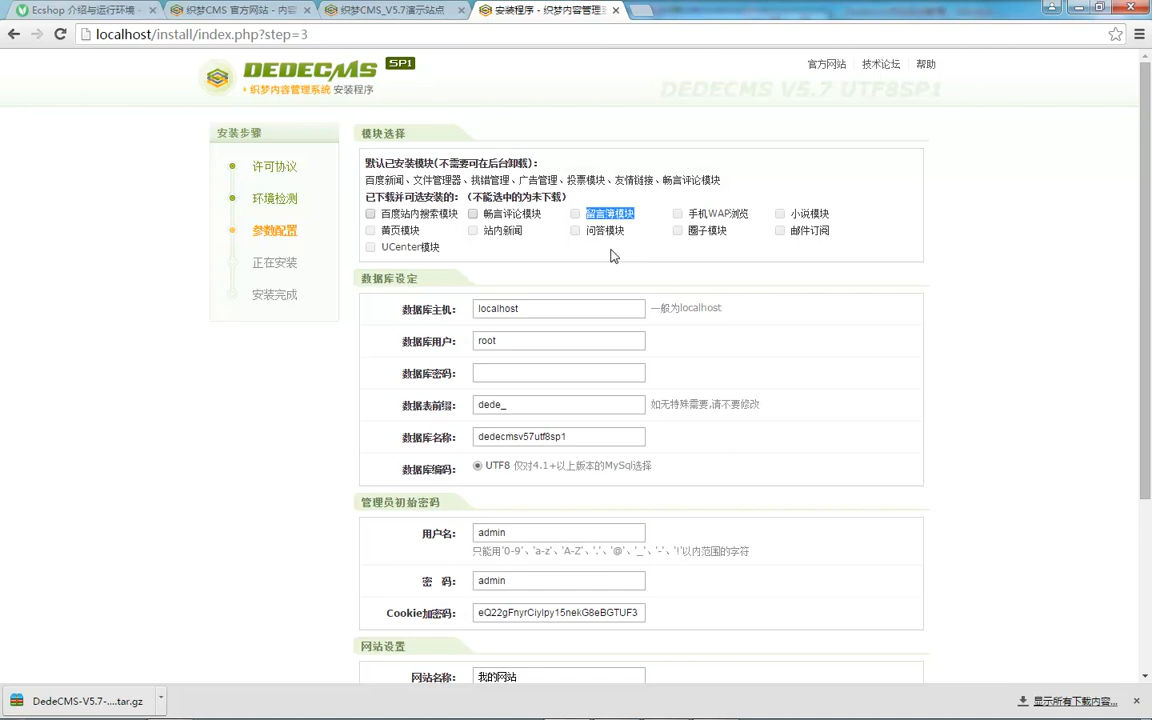 Ecshop 介绍与运行环境 -
织梦CMS 官方网站 - 内容
织梦CMS_V5.7演示站点
安装程序 - 织梦内容管理
localhost/install/index.php?step=3
DEDECMS SP1
织梦内容管理系统 安装程序
官方网站 技术论坛 帮助
DEDECMS V5.7 UTF8SP1
安装步骤
许可协议
环境检测
参数配置
正在安装
安装完成
模块选择
默认已安装模块(不需要可在后台卸载):
百度新闻、文件管理器、挑错管理、广告管理、投票模块、友情链接、畅言评论模块
已下载并可选安装的: (不能选中的为未下载)
百度站内搜索模块 畅言评论模块 留言簿模块 手机WAP浏览 小说模块
黄页模块 站内新闻 问答模块 圈子模块 邮件订阅
UCenter模块
数据库设定
数据库主机: localhost 一般为localhost
数据库用户: root
数据库密码:
数据表前缀: dede_ 如无特殊需要,请不要修改
数据库名称: dedecmsv57utf8sp1
数据库编码: UTF8 仅对4.1+以上版本的MySql选择
管理员初始密码
用户名: admin
只能用'0-9'、'a-z'、'A-Z'、'.'、'@'、'_'、'-'、'!'以内范围的字符
密 码: admin
Cookie加密码: eQ22gFnyrCiylpy15nekG8eBGTUF3
网站设置
网站名称: 我的网站
DedeCMS-V5.7-....tar.gz
显示所有下载内容...